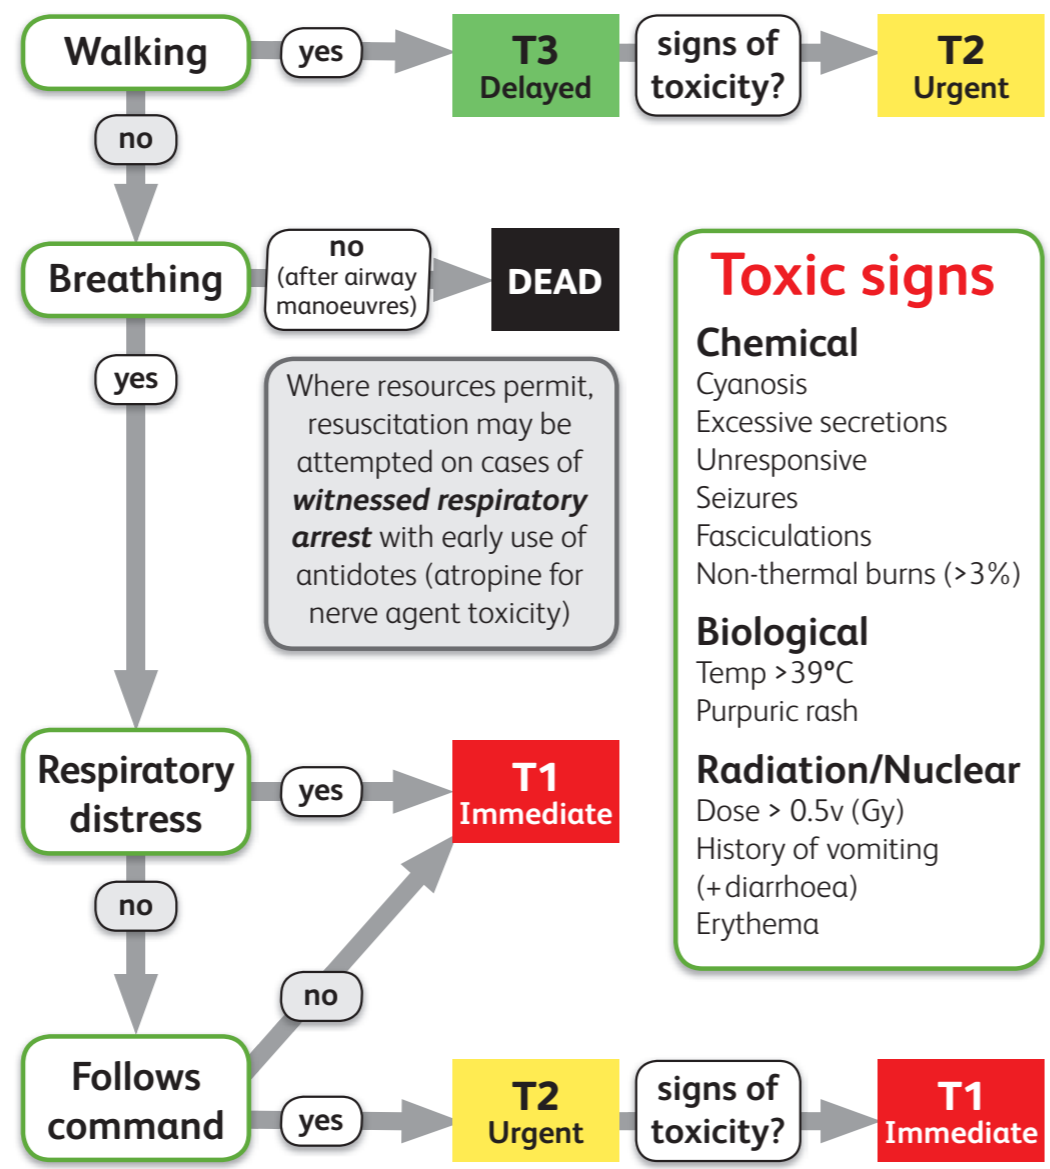 Walking
yes
T3
Delayed
signs of
toxicity?
T2
Urgent
no
Breathing
no
(after airway
manoeuvres)
DEAD
yes
Where resources permit,
resuscitation may be
attempted on cases of
witnessed respiratory
arrest with early use of
antidotes (atropine for
nerve agent toxicity)
Toxic signs
Chemical
Cyanosis
Excessive secretions
Unresponsive
Seizures
Fasciculations
Non-thermal burns (>3%)
Biological
Temp >39°C
Purpuric rash
Radiation/Nuclear
Dose > 0.5v (Gy)
History of vomiting
(+diarrhoea)
Erythema
Respiratory
distress
yes
T1
Immediate
no
no
Follows
command
yes
T2
Urgent
signs of
toxicity?
T1
Immediate